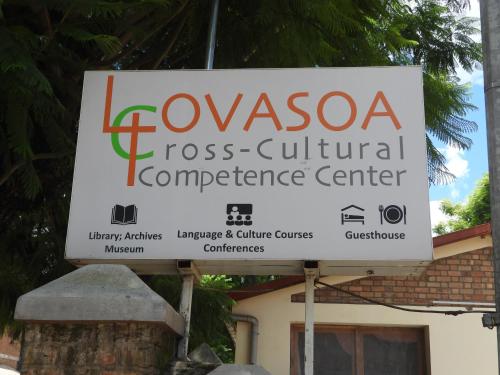 LOVASOA
Cross-Cultural
Competence Center
Library; Archives
Museum
Language & Culture Courses
Conferences
Guesthouse